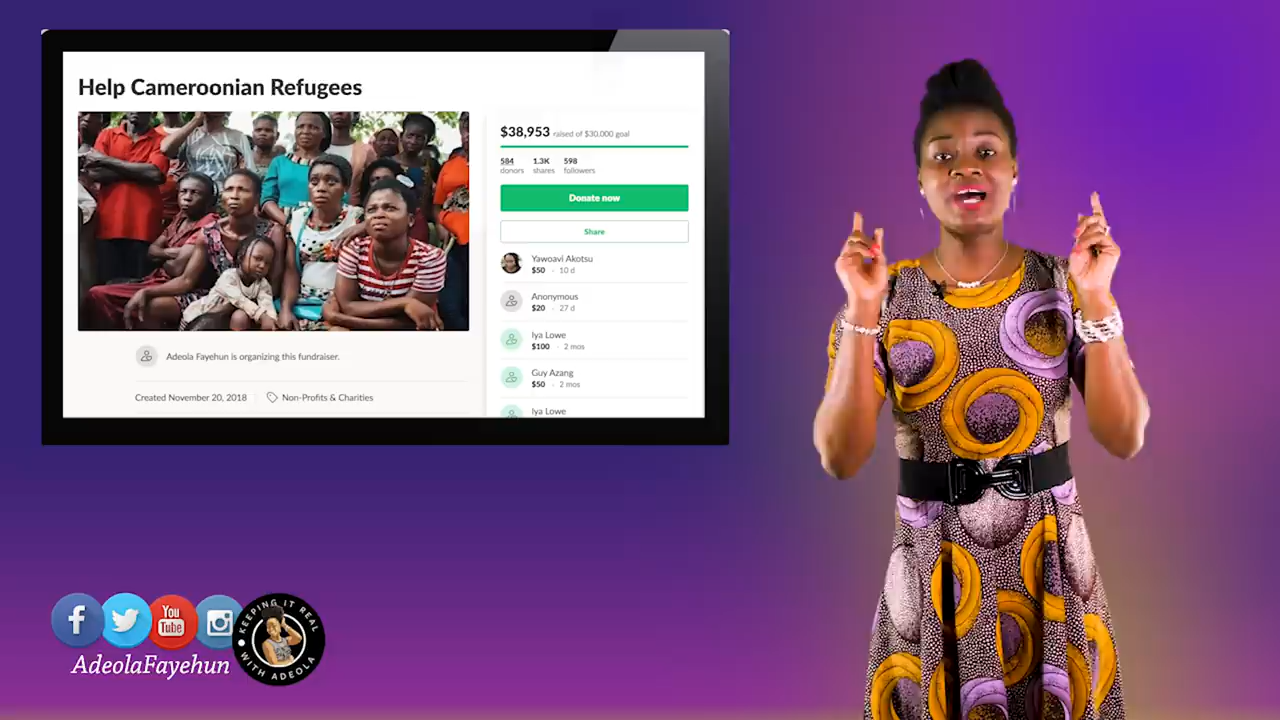 Help Cameroonian Refugees
$38,953 raised of $30,000 goal
584 1.3K 598
donors shares followers
Donate now
Share
Yawoavi Akotsu
$50 · 10 d
Anonymous
$20 · 27 d
Iya Lowe
$100 · 2 mos
Guy Azang
$50 · 2 mos
Iya Lowe
Adeola Fayehun is organizing this fundraiser.
Created November 20, 2018
Non-Profits & Charities
f
You
Tube
AdeolaFayehun
KEEPING IT REAL
WITH ADEOLA